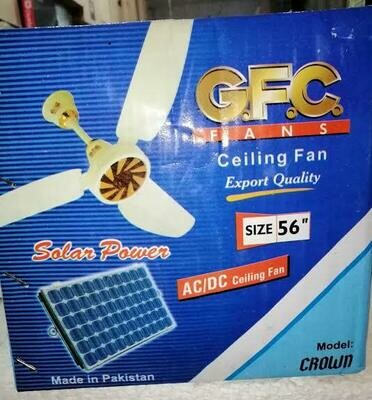 G.F.C.
FANS
Ceiling Fan
Export Quality
SIZE 56"
Solar Power
AC/DC Ceiling Fan
Model:
CROWN
Made in Pakistan